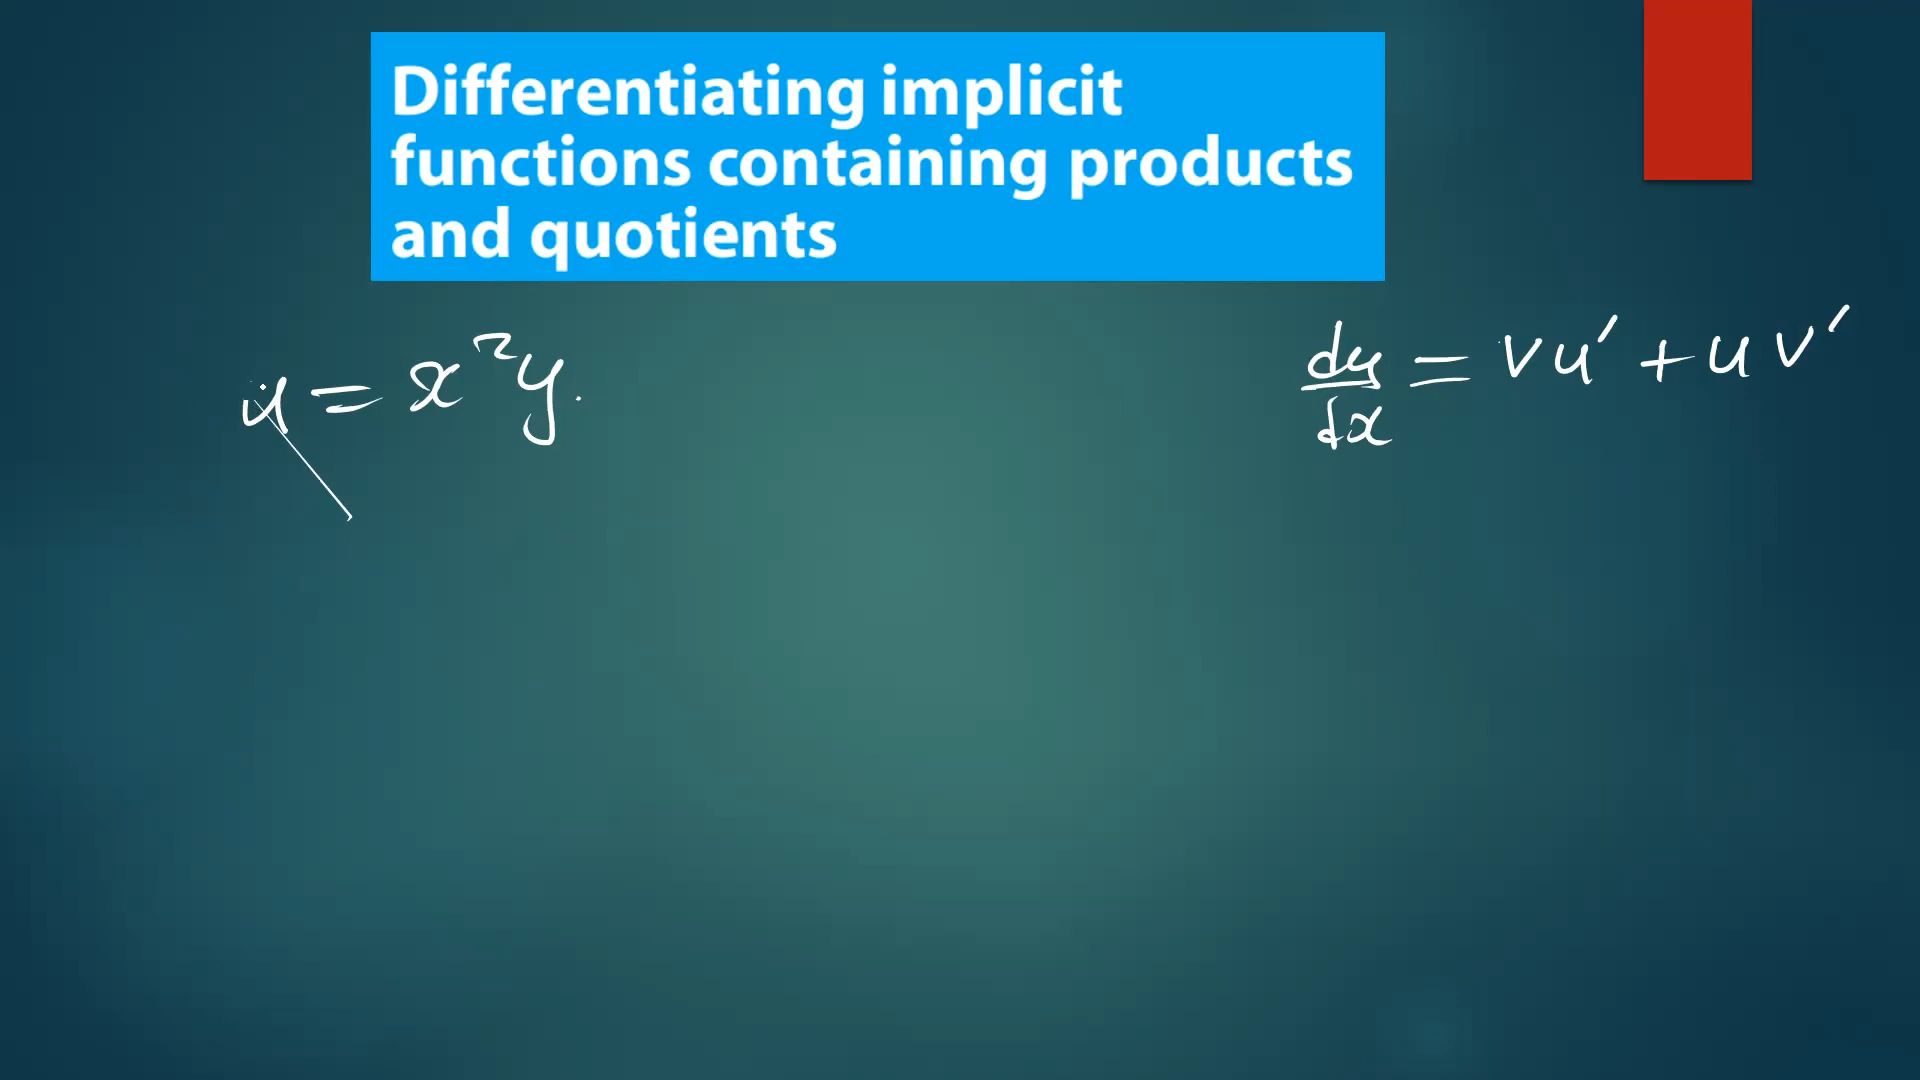 Differentiating implicit
functions containing products
and quotients
u = x²y.
dy/dx = vu′ + uv′